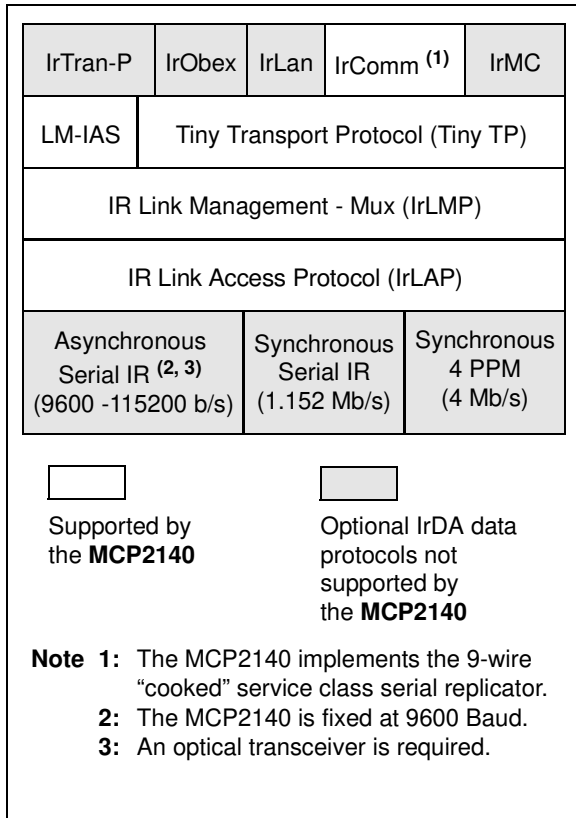 IrTran-P IrObex IrLan IrComm (1) IrMC
LM-IAS Tiny Transport Protocol (Tiny TP)
IR Link Management - Mux (IrLMP)
IR Link Access Protocol (IrLAP)
Asynchronous
Serial IR (2, 3)
(9600 -115200 b/s)
Synchronous
Serial IR
(1.152 Mb/s)
Synchronous
4 PPM
(4 Mb/s)
Supported by
the MCP2140
Optional IrDA data
protocols not
supported by
the MCP2140
Note 1: The MCP2140 implements the 9-wire
“cooked” service class serial replicator.
2: The MCP2140 is fixed at 9600 Baud.
3: An optical transceiver is required.